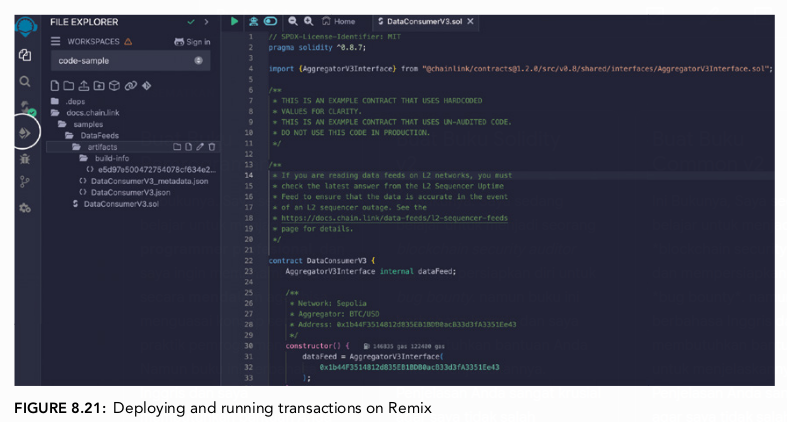 FILE EXPLORER
WORKSPACES
Sign in
code-sample
.deps
docs.chain.link
samples
DataFeeds
artifacts
build-info
DataConsumerV3_metadata.json
DataConsumerV3.json
DataConsumerV3.sol
Home
DataConsumerV3.sol
1 // SPDX-License-Identifier: MIT
2 pragma solidity ^0.8.7;
3
4 import {AggregatorV3Interface} from "@chainlink/contracts@1.2.0/src/v0.8/shared/interfaces/AggregatorV3Interface.sol";
5
6 /**
7 * THIS IS AN EXAMPLE CONTRACT THAT USES HARDCODED
8 * VALUES FOR CLARITY.
9 * THIS IS AN EXAMPLE CONTRACT THAT USES UN-AUDITED CODE.
10 * DO NOT USE THIS CODE IN PRODUCTION.
11 */
12
13 /**
14 * If you are reading data feeds on L2 networks, you must
15 * check the latest answer from the L2 Sequencer Uptime
16 * Feed to ensure that the data is accurate in the event
17 * of an L2 sequencer outage. See the
18 * https://docs.chain.link/data-feeds/l2-sequencer-feeds
19 * page for details.
20 */
21
22 contract DataConsumerV3 {
23 AggregatorV3Interface internal dataFeed;
24
25 /**
26 * Network: Sepolia
27 * Aggregator: BTC/USD
28 * Address:
29 */
30 constructor() {
31 dataFeed = AggregatorV3Interface(
32
33 );
FIGURE 8.21: Deploying and running transactions on Remix